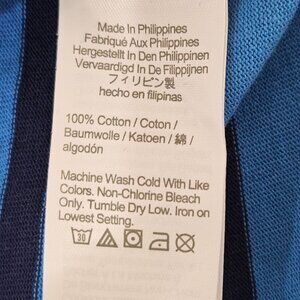 Made In Philippines
Fabriqué Aux Philippines
Hergestellt In Den Philippinen
Vervaardigd In De Filippijnen
フィリピン製
hecho en filipinas
100% Cotton / Coton /
Baumwolle / Katoen / 綿 /
algodón
Machine Wash Cold With Like
Colors. Non-Chlorine Bleach
Only. Tumble Dry Low. Iron on
Lowest Setting.
30